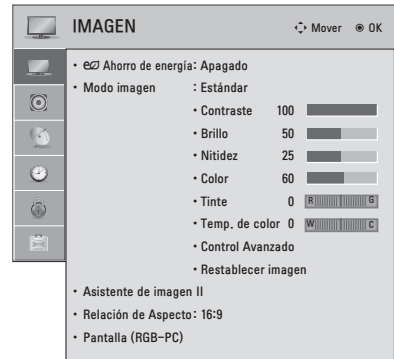 IMAGEN Mover OK
• Ahorro de energía: Apagado
• Modo imagen : Estándar
• Contraste 100
• Brillo 50
• Nitidez 25
• Color 60
• Tinte 0 R G
• Temp. de color 0 W C
• Control Avanzado
• Restablecer imagen
• Asistente de imagen II
• Relación de Aspecto: 16:9
• Pantalla (RGB-PC)